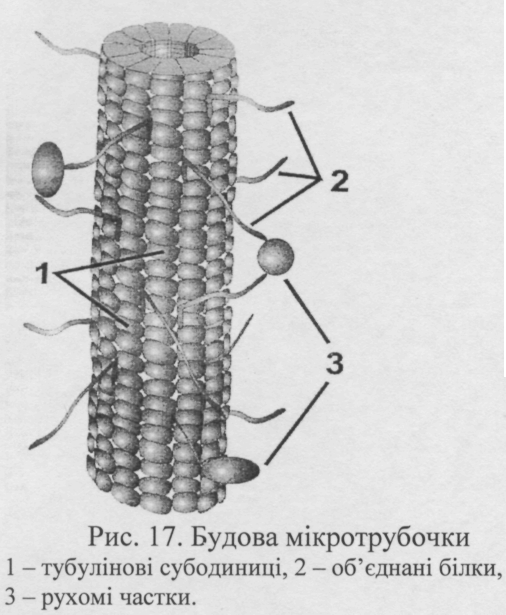 2
1
3
Рис. 17. Будова мікротрубочки
1 – тубулінові субодиниці, 2 – об’єднані білки,
3 – рухомі частки.